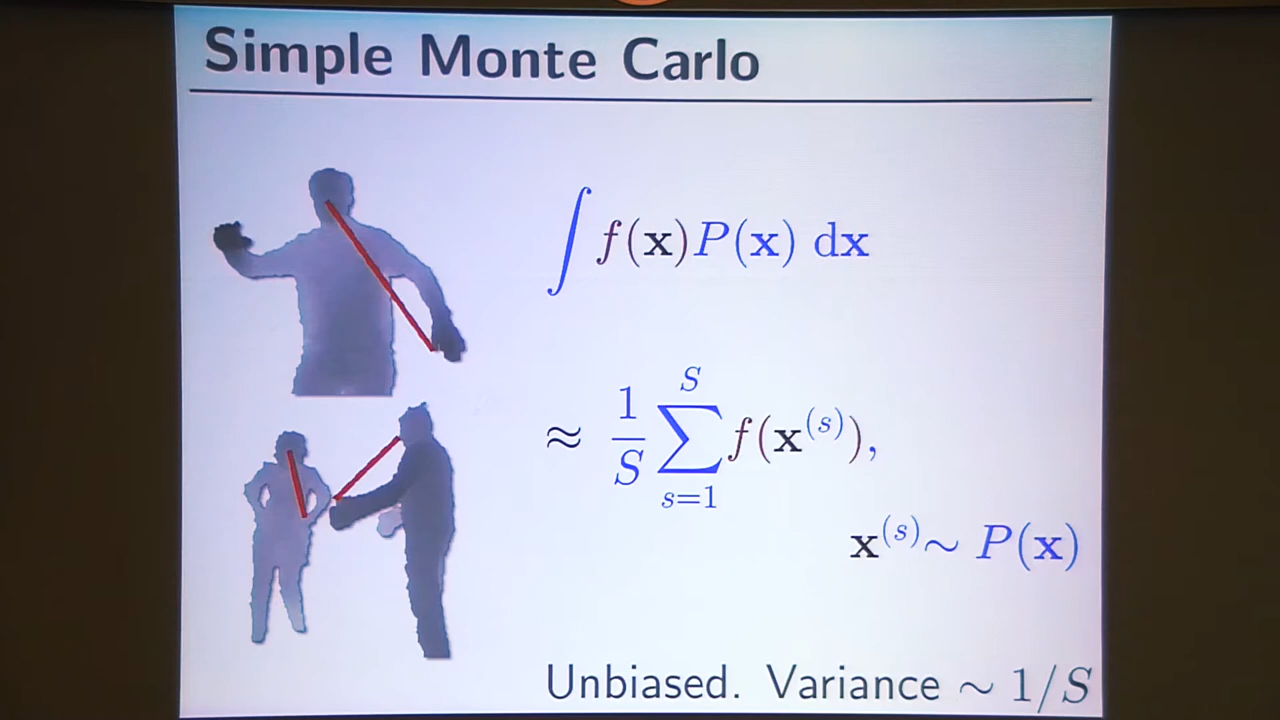 Simple Monte Carlo
∫ f(x)P(x) dx
≈ 1/S ∑_{s=1}^{S} f(x^{(s)}),
x^{(s)} ∼ P(x)
Unbiased. Variance ∼ 1/S